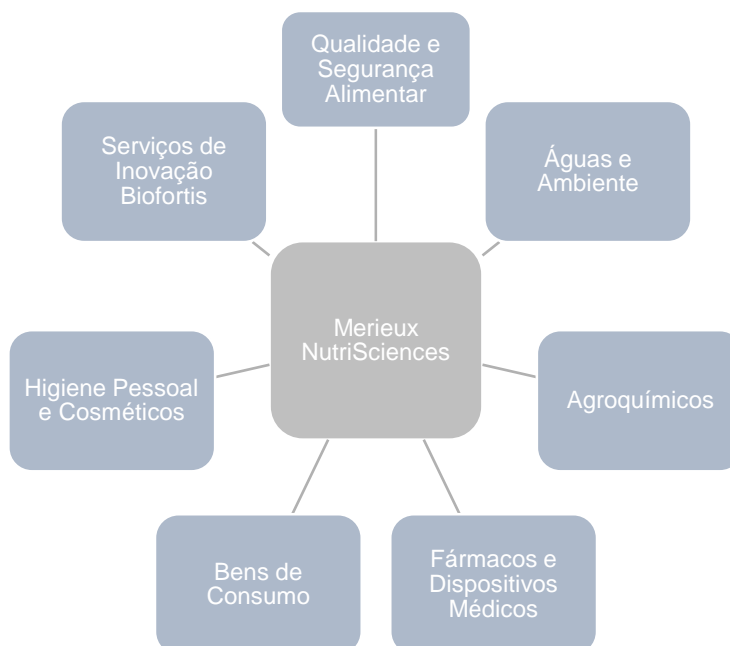 Qualidade e
Segurança
Alimentar
Serviços de
Inovação
Biofortis
Águas e
Ambiente
Merieux
NutriSciences
Higiene Pessoal
e Cosméticos
Agroquímicos
Bens de
Consumo
Fármacos e
Dispositivos
Médicos